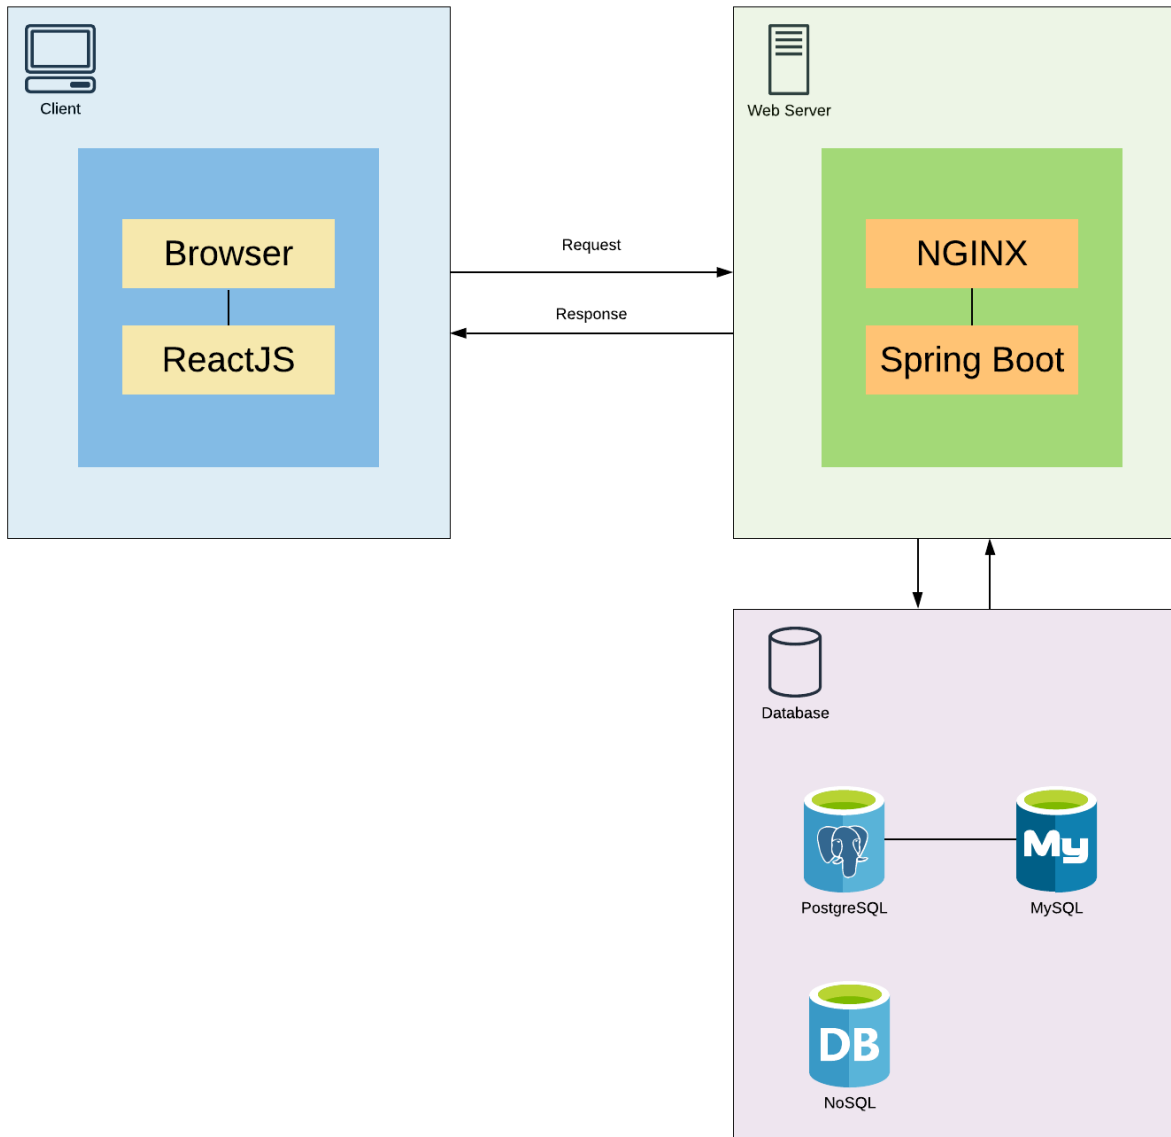 Client
Browser
ReactJS
Request
Response
Web Server
NGINX
Spring Boot
Database
My
PostgreSQL
MySQL
DB
NoSQL